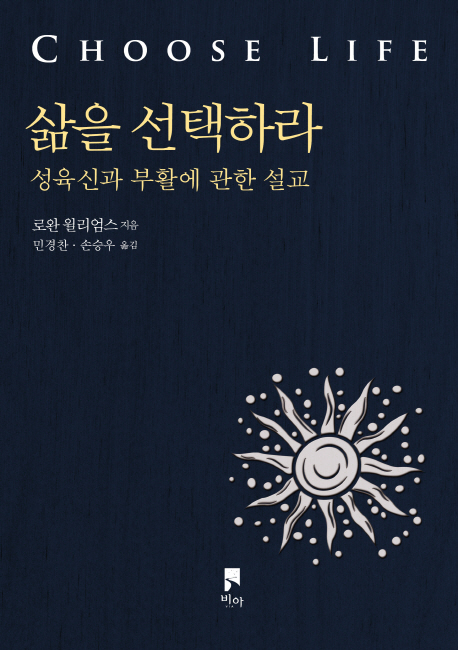 CHOOSE LIFE
삶을 선택하라
성육신과 부활에 관한 설교
로완 윌리엄스 지음
민경찬 · 손승우 옮김
비아
VIA